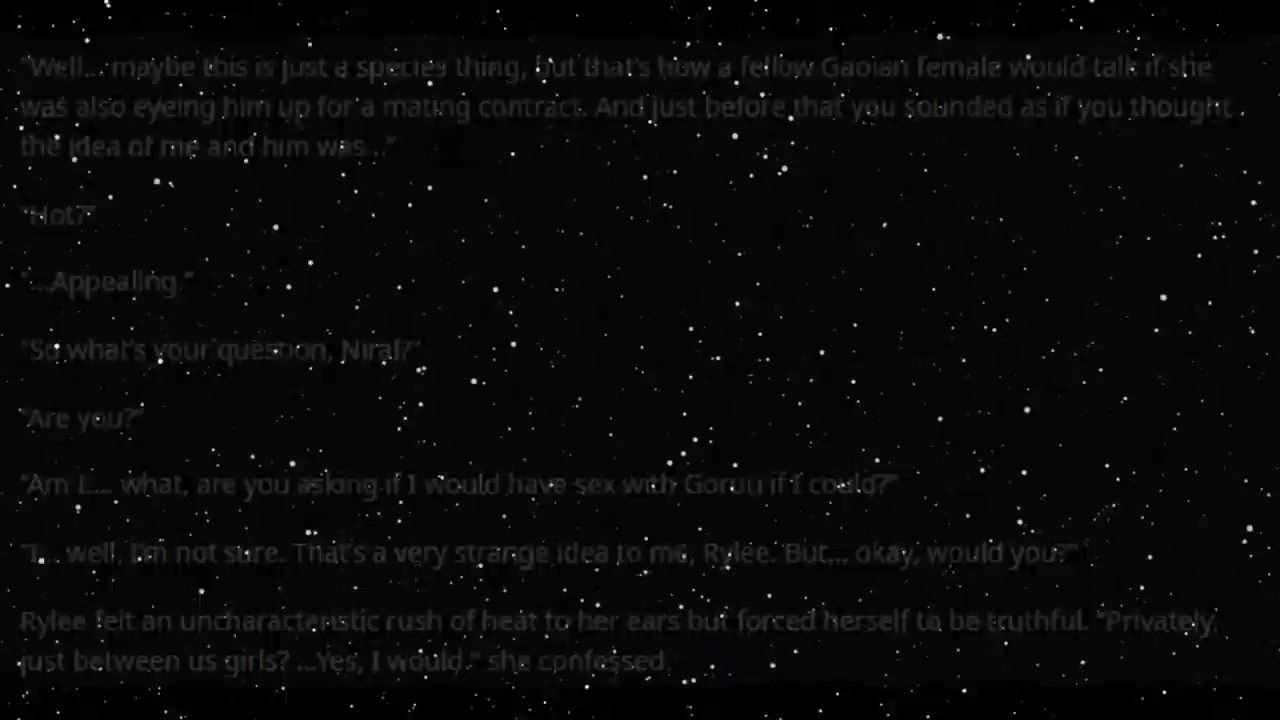 “Well... maybe this is just a species thing, but that's how a fellow Gaoian female would talk if she
was also eyeing him up for a mating contract. And just before that you sounded as if you thought
the idea of me and him was...”
“Hot?”
“...Appealing.”
“So what's your question, Niral?”
“Are you?”
“Am I... what, are you asking if I would have sex with Goruu if I could?”
“I... well, I'm not sure. That's a very strange idea to me, Rylee. But... okay, would you?”
Rylee felt an uncharacteristic rush of heat to her ears but forced herself to be truthful. “Privately,
just between us girls? ...Yes, I would.” she confessed.